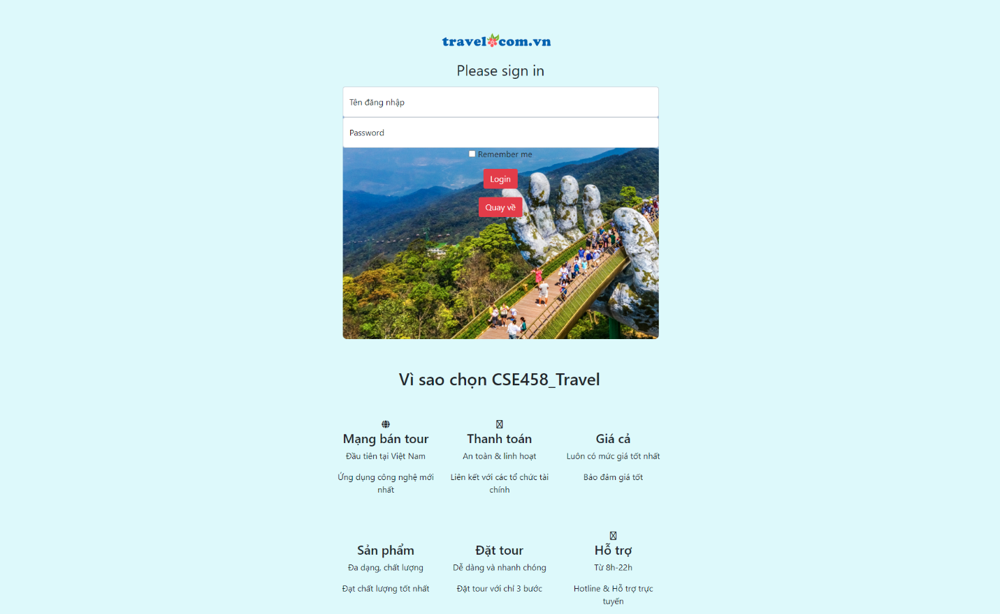 travel com.vn
Please sign in
Tên đăng nhập
Password
Remember me
Login
Quay về
Vì sao chọn CSE458_Travel
Mạng bán tour
Đầu tiên tại Việt Nam
Ứng dụng công nghệ mới
nhất
Thanh toán
An toàn & linh hoạt
Liên kết với các tổ chức tài
chính
Giá cả
Luôn có mức giá tốt nhất
Bảo đảm giá tốt
Sản phẩm
Đa dạng, chất lượng
Đạt chất lượng tốt nhất
Đặt tour
Dễ dàng và nhanh chóng
Đặt tour với chỉ 3 bước
Hỗ trợ
Từ 8h-22h
Hotline & Hỗ trợ trực
tuyến